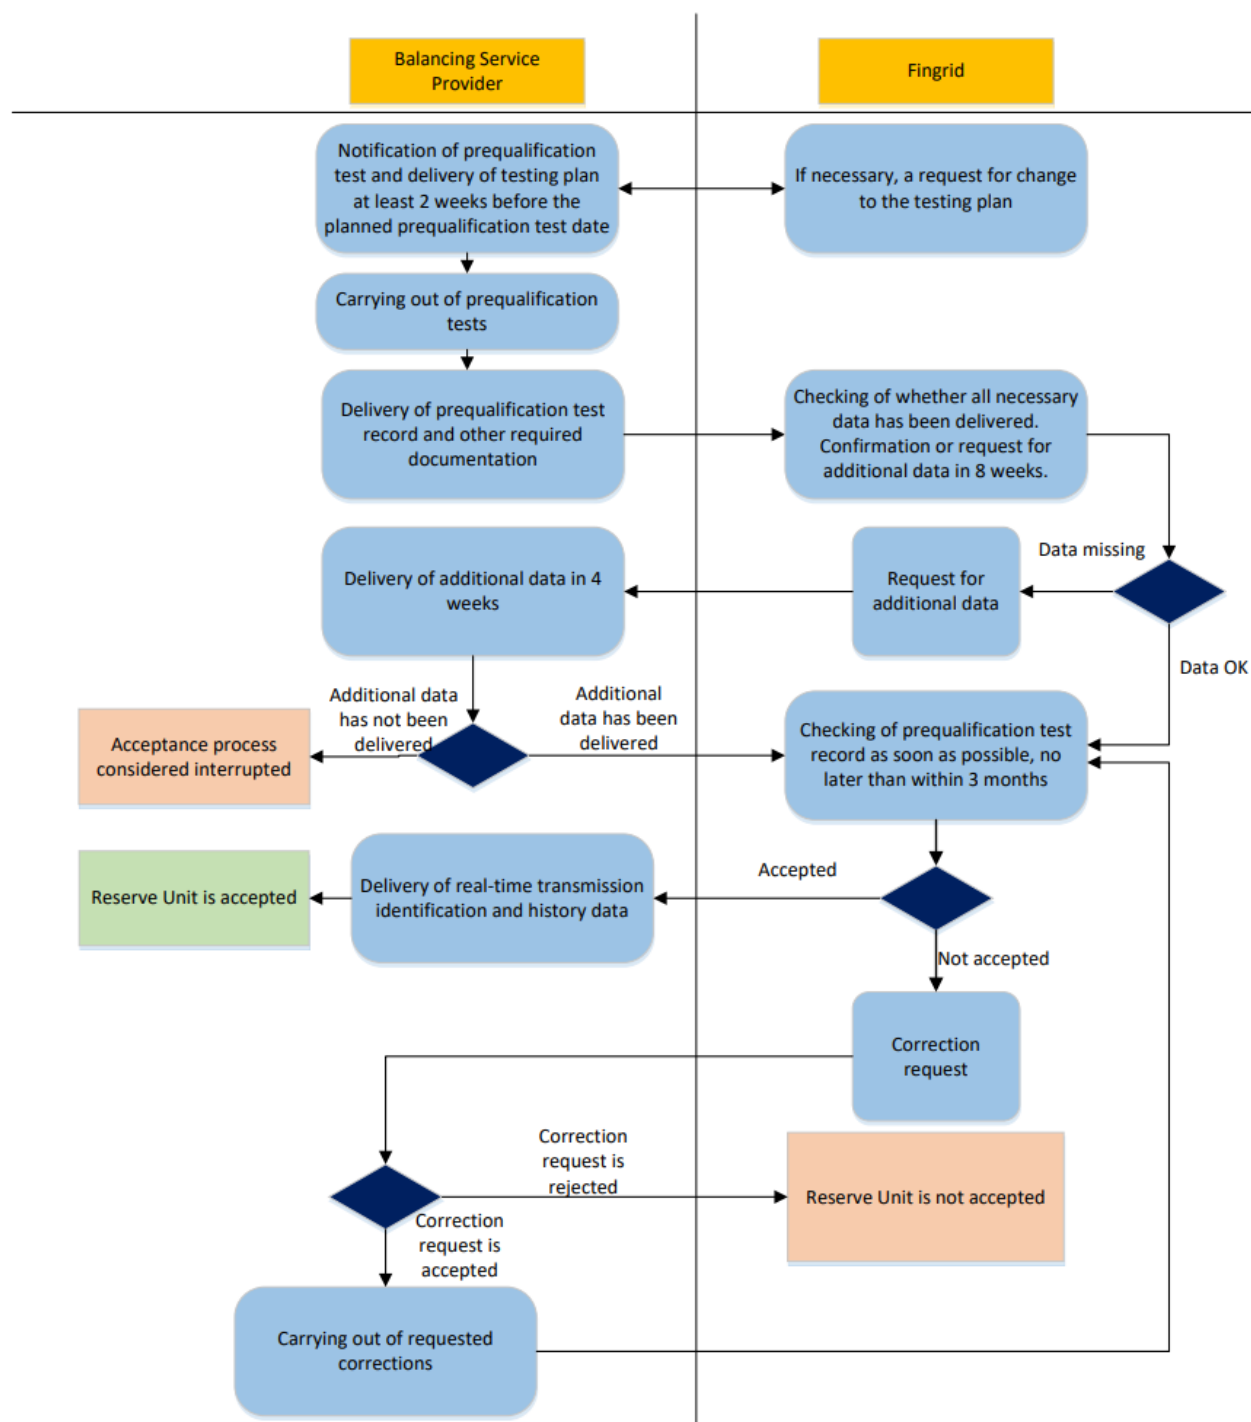 Balancing Service
Provider
Fingrid
Notification of prequalification
test and delivery of testing plan
at least 2 weeks before the
planned prequalification test date
If necessary, a request for change
to the testing plan
Carrying out of prequalification
tests
Delivery of prequalification test
record and other required
documentation
Checking of whether all necessary
data has been delivered.
Confirmation or request for
additional data in 8 weeks.
Data missing
Request for
additional data
Delivery of additional data in 4
weeks
Data OK
Additional data
has not been
delivered
Additional
data has been
delivered
Acceptance process
considered interrupted
Checking of prequalification test
record as soon as possible, no
later than within 3 months
Accepted
Delivery of real-time transmission
identification and history data
Reserve Unit is accepted
Not accepted
Correction
request
Correction
request is
rejected
Reserve Unit is not accepted
Correction
request is
accepted
Carrying out of requested
corrections